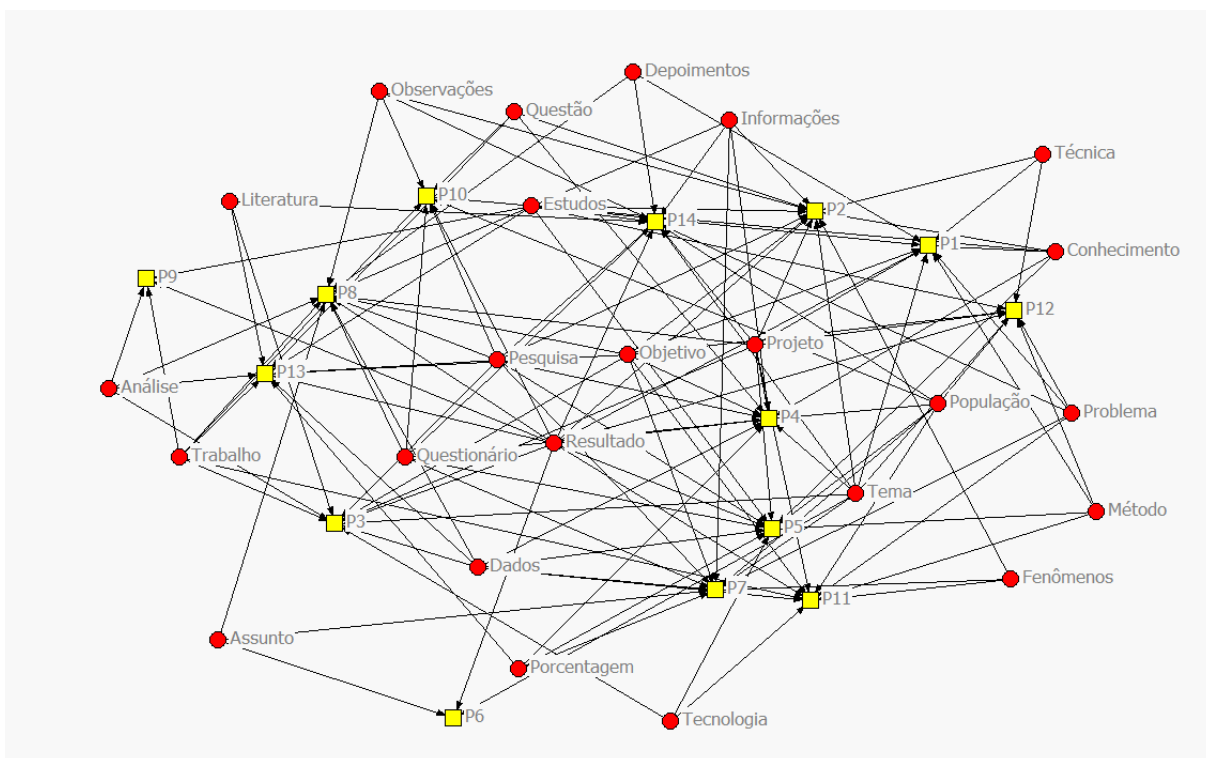 Depoimentos
Observações
Questão
Informações
Técnica
Literatura
P10
Estudos
P14
P2
P1
Conhecimento
P9
P8
P12
Pesquisa
Objetivo
Projeto
Análise
P13
P4
População
Problema
Trabalho
Questionário
Resultado
Tema
Método
P3
P5
Dados
P7
P11
Fenômenos
Assunto
Porcentagem
P6
Tecnologia